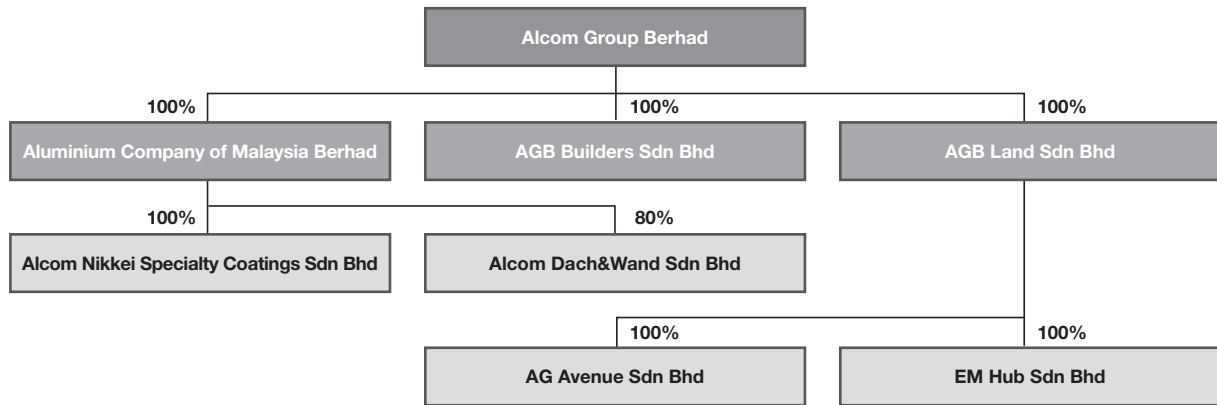 Alcom Group Berhad
100%
100%
100%
Aluminium Company of Malaysia Berhad
AGB Builders Sdn Bhd
AGB Land Sdn Bhd
100%
80%
Alcom Nikkei Specialty Coatings Sdn Bhd
Alcom Dach&Wand Sdn Bhd
100%
100%
AG Avenue Sdn Bhd
EM Hub Sdn Bhd